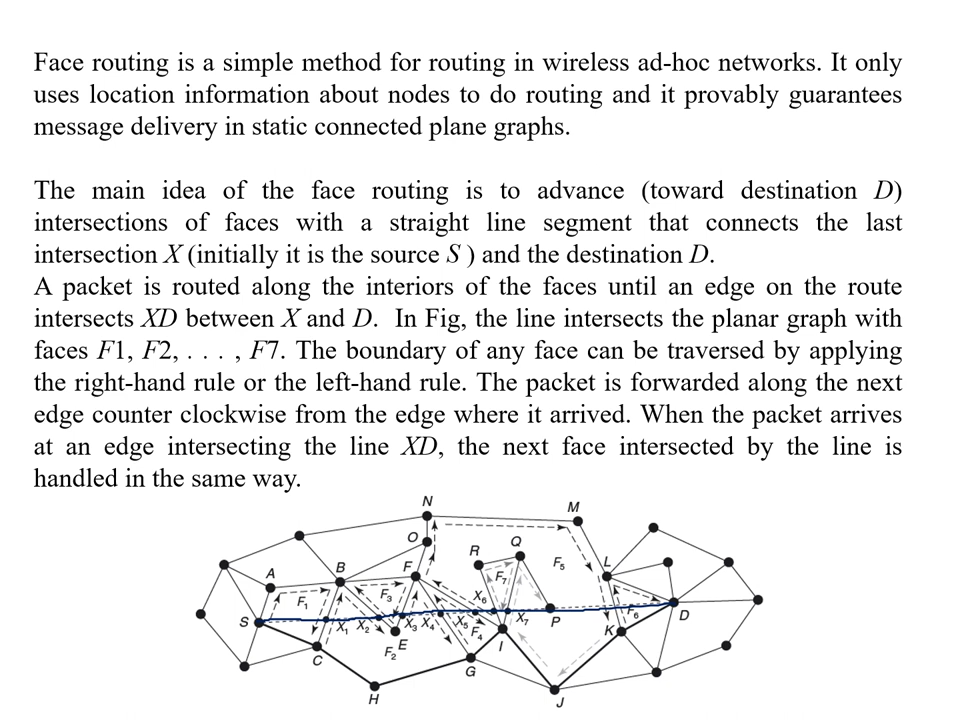 Face routing is a simple method for routing in wireless ad-hoc networks. It only
uses location information about nodes to do routing and it provably guarantees
message delivery in static connected plane graphs.
The main idea of the face routing is to advance (toward destination D)
intersections of faces with a straight line segment that connects the last
intersection X (initially it is the source S ) and the destination D.
A packet is routed along the interiors of the faces until an edge on the route
intersects XD between X and D. In Fig, the line intersects the planar graph with
faces F1, F2, . . . , F7. The boundary of any face can be traversed by applying
the right-hand rule or the left-hand rule. The packet is forwarded along the next
edge counter clockwise from the edge where it arrived. When the packet arrives
at an edge intersecting the line XD, the next face intersected by the line is
handled in the same way.
N
M
O
Q
R
A
B
F
F5
L
F7
F3
X6
F1
S
X1
X2
X3
X4
X5
F4
X7
P
F6
D
K
E
F2
I
C
G
H
J